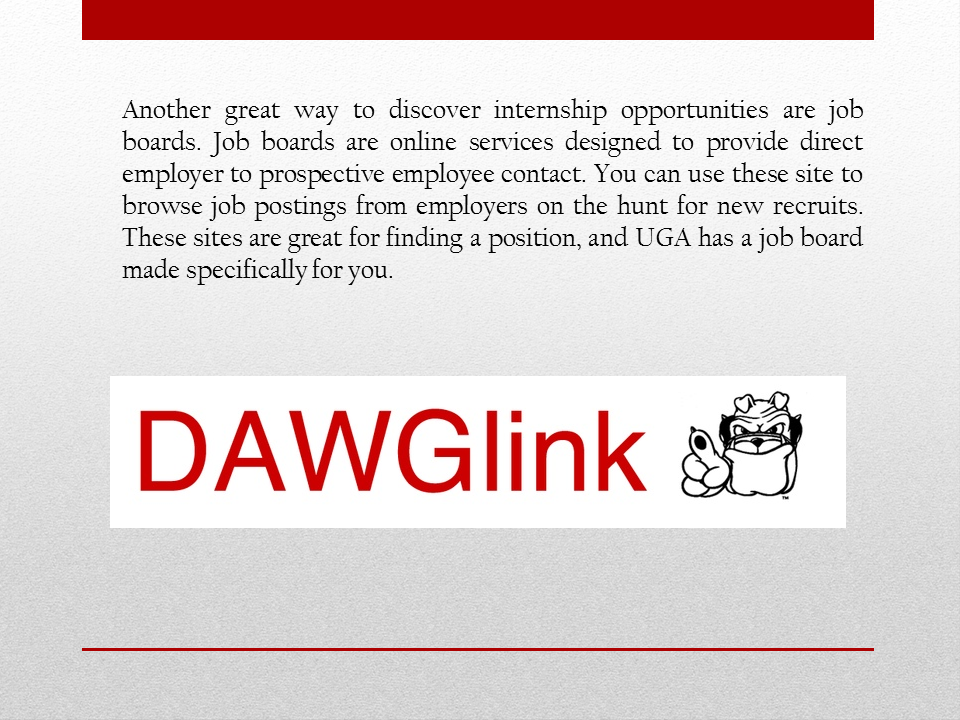 Another great way to discover internship opportunities are job
boards. Job boards are online services designed to provide direct
employer to prospective employee contact. You can use these site to
browse job postings from employers on the hunt for new recruits.
These sites are great for finding a position, and UGA has a job board
made specifically for you.
DAWGlink
™